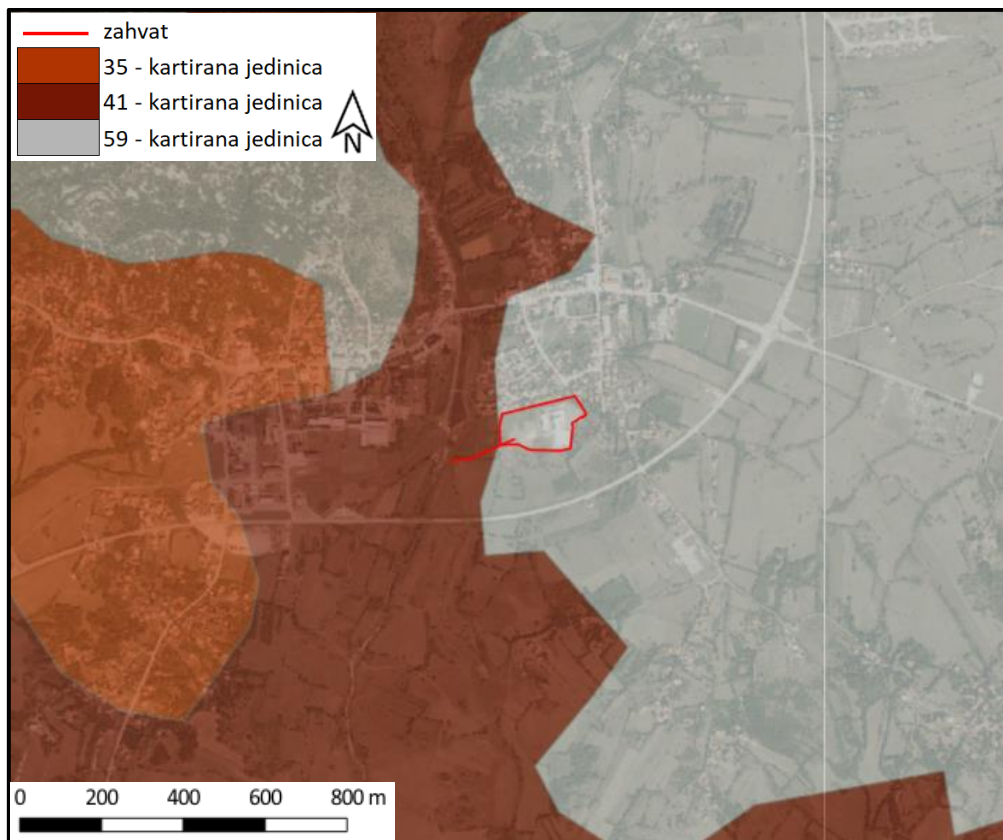 zahvat
35 - kartirana jedinica
41 - kartirana jedinica
59 - kartirana jedinica
N
0 200 400 600 800 m